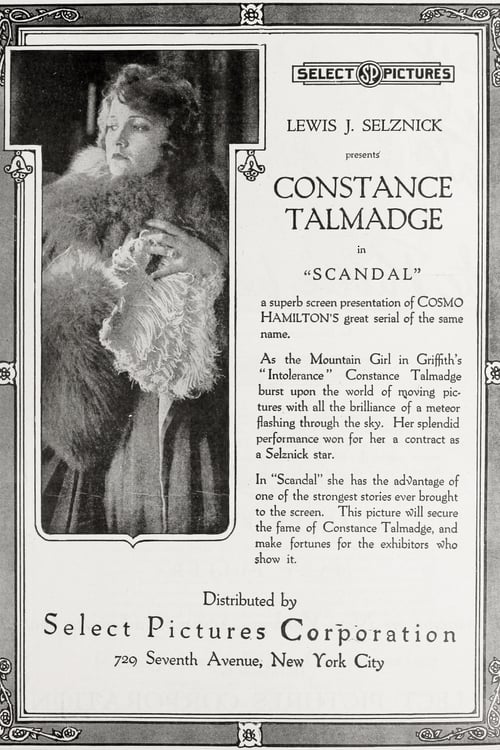 SELECT SP PICTURES
LEWIS J. SELZNICK
presents
CONSTANCE
TALMADGE
in
"SCANDAL"
a superb screen presentation of COSMO
HAMILTON'S great serial of the same
name.
As the Mountain Girl in Griffith's
"Intolerance" Constance Talmadge
burst upon the world of moving pic-
tures with all the brilliance of a meteor
flashing through the sky. Her splendid
performance won for her a contract as
a Selznick star.
In "Scandal" she has the advantage of
one of the strongest stories ever brought
to the screen. This picture will secure
the fame of Constance Talmadge, and
make fortunes for the exhibitors who
show it.
Distributed by
Select Pictures Corporation
729 Seventh Avenue, New York City